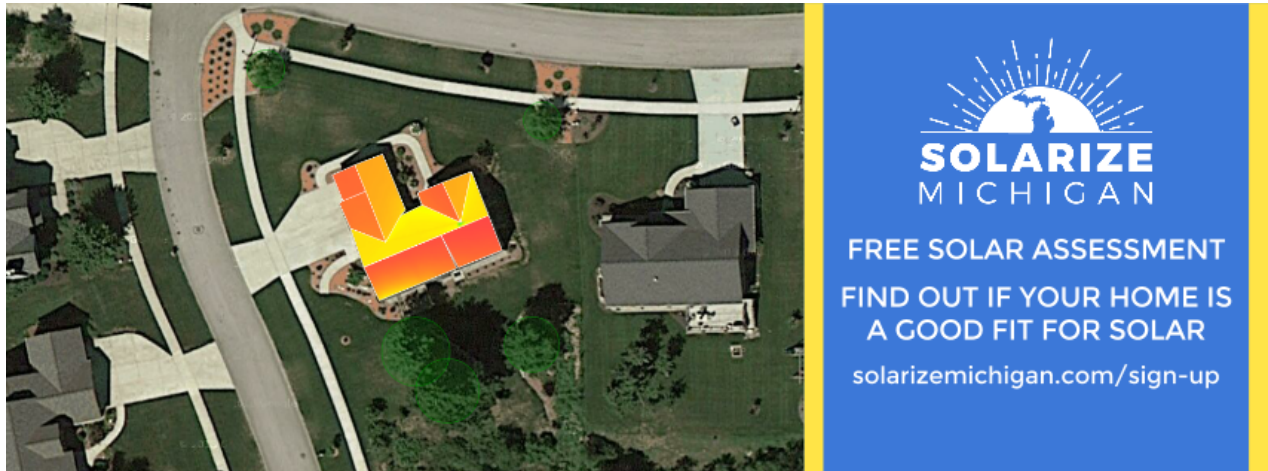 SOLARIZE
MICHIGAN
FREE SOLAR ASSESSMENT
FIND OUT IF YOUR HOME IS
A GOOD FIT FOR SOLAR
solarizemichigan.com/sign-up